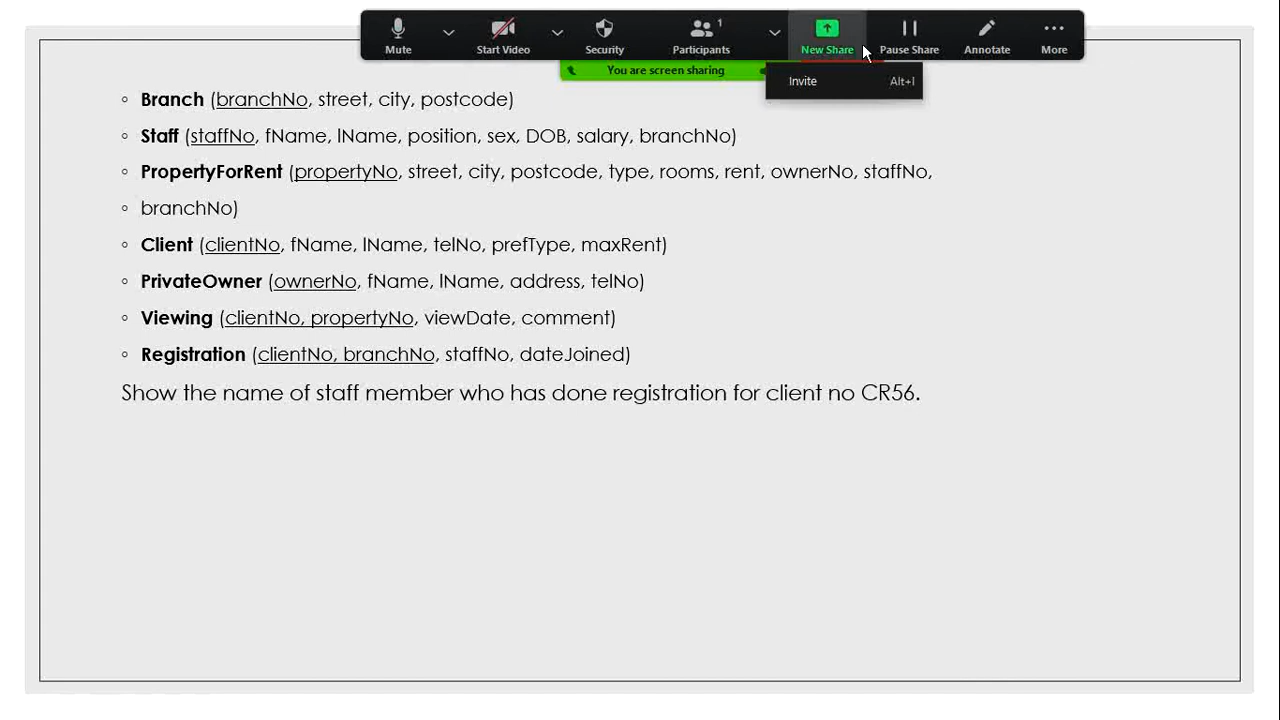 Mute
Start Video
Security
Participants
1
New Share
Pause Share
Annotate
More
You are screen sharing
Invite Alt+I
◦ Branch (branchNo, street, city, postcode)
◦ Staff (staffNo, fName, lName, position, sex, DOB, salary, branchNo)
◦ PropertyForRent (propertyNo, street, city, postcode, type, rooms, rent, ownerNo, staffNo,
◦ branchNo)
◦ Client (clientNo, fName, lName, telNo, prefType, maxRent)
◦ PrivateOwner (ownerNo, fName, lName, address, telNo)
◦ Viewing (clientNo, propertyNo, viewDate, comment)
◦ Registration (clientNo, branchNo, staffNo, dateJoined)
Show the name of staff member who has done registration for client no CR56.